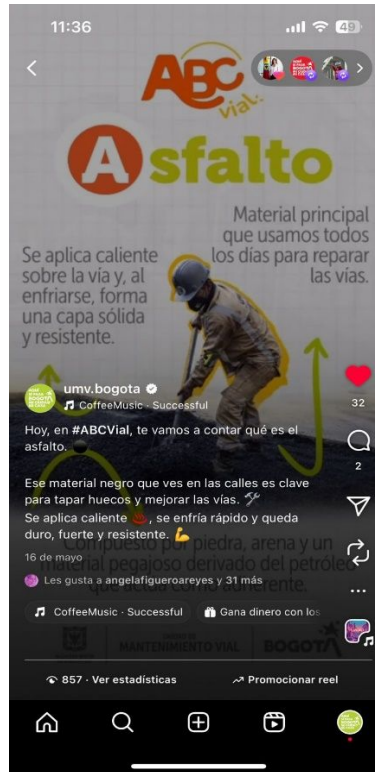 11:36
49
ABC
vial.
Asfalto
Material principal
que usamos todos
los días para reparar
las vías.
Se aplica caliente
sobre la vía y, al
enfriarse, forma
una capa sólida
y resistente.
umv.bogota
CoffeeMusic · Successful
32
Hoy, en #ABCVial, te vamos a contar qué es el
asfalto.
2
Ese material negro que ves en las calles es clave
para tapar huecos y mejorar las vías. 🛠️
Se aplica caliente, se enfría rápido y queda
duro, fuerte y resistente. 💪
Compuesto por piedra, arena y un
material pegajoso derivado del petróleo
que actúa como adherente.
16 de mayo
Les gusta a angelafigueroareyes y 31 más
CoffeeMusic · Successful
Gana dinero con los
MANTENIMIENTO VIAL
BOGOTÁ
857 · Ver estadísticas
Promocionar reel